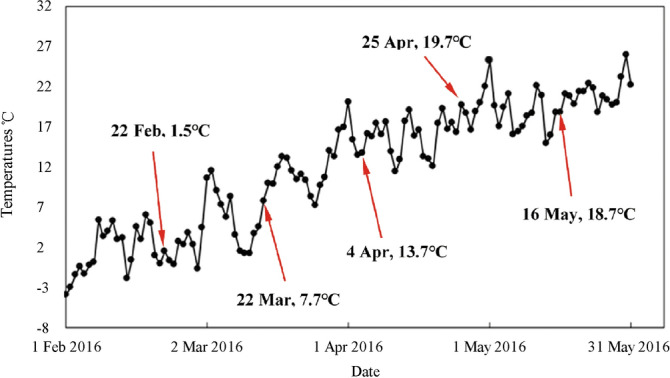 32
27
22
17
12
7
2
-3
-8
Temperatures ℃
25 Apr, 19.7℃
22 Feb, 1.5℃
16 May, 18.7℃
4 Apr, 13.7℃
22 Mar, 7.7℃
1 Feb 2016
2 Mar 2016
1 Apr 2016
1 May 2016
31 May 2016
Date